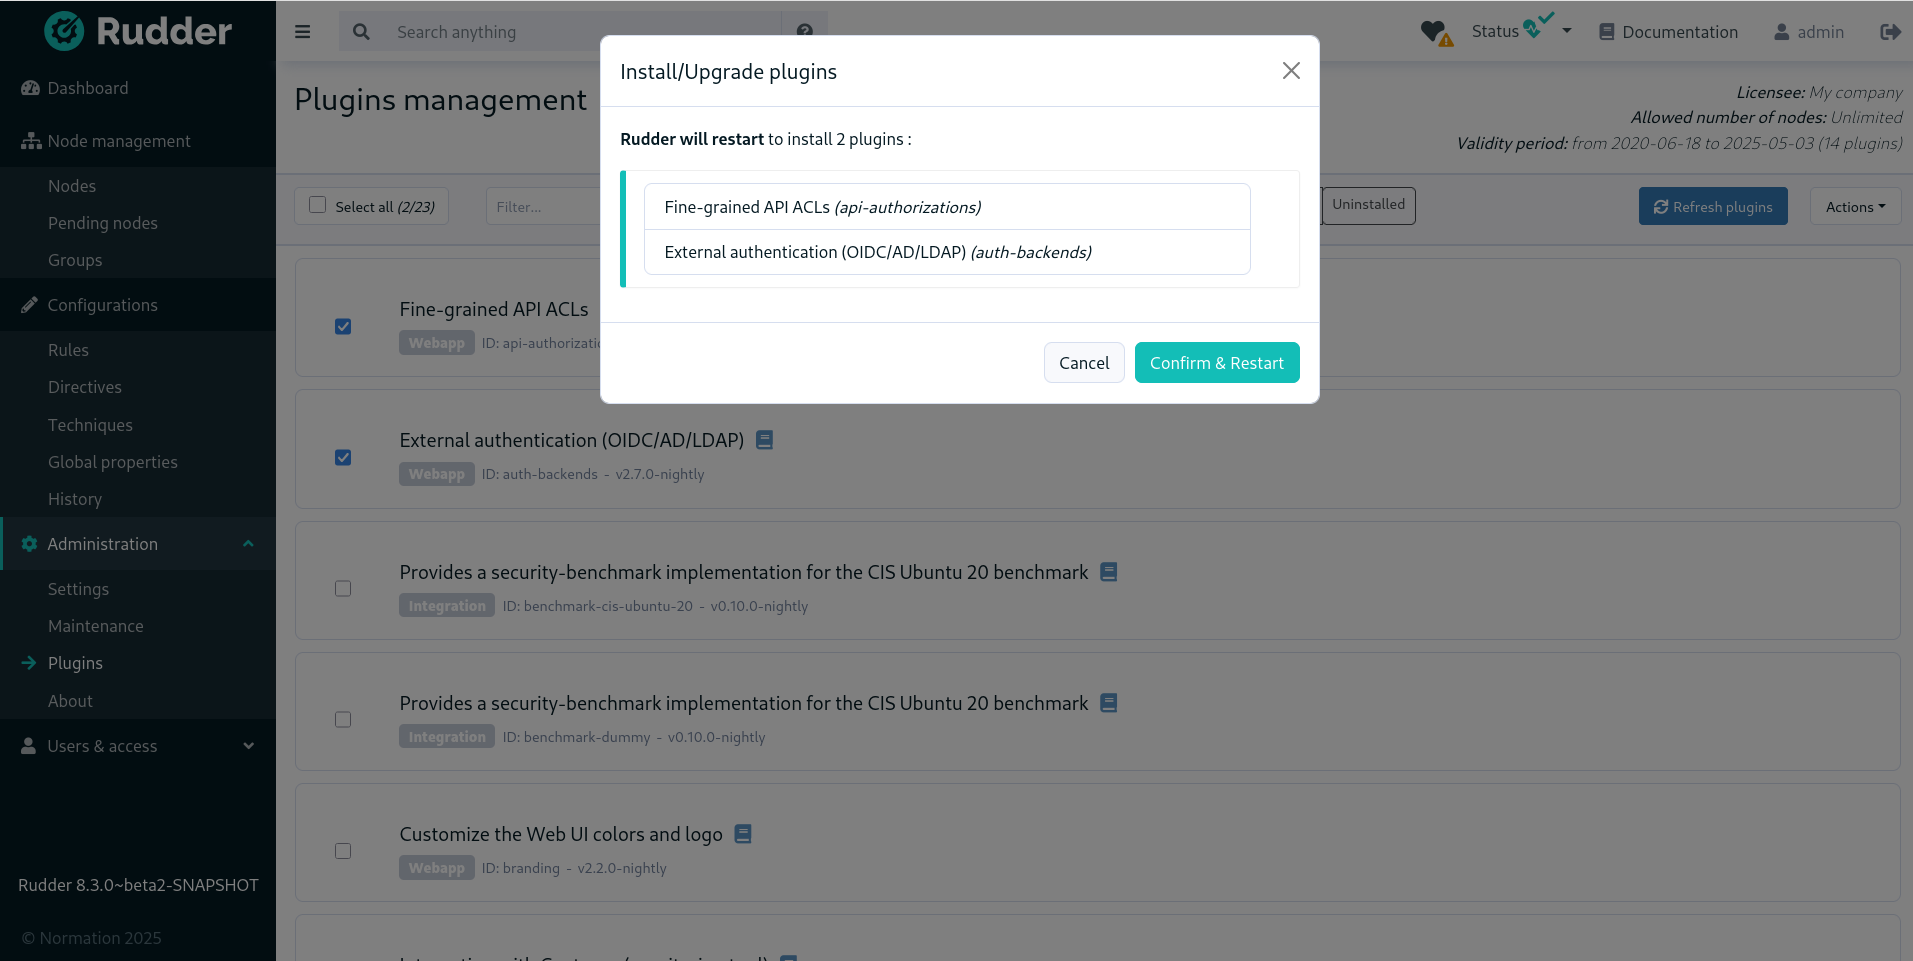 Rudder
Search anything
Status
Documentation
admin
Dashboard
Node management
Nodes
Pending nodes
Groups
Configurations
Rules
Directives
Techniques
Global properties
History
Administration
Settings
Maintenance
Plugins
About
Users & access
Rudder 8.3.0~beta2-SNAPSHOT
© Normation 2025
Plugins management
Licensee: My company
Allowed number of nodes: Unlimited
Validity period: from 2020-06-18 to 2025-05-03 (14 plugins)
Select all (2/23)
Filter...
Uninstalled
Refresh plugins
Actions
Install/Upgrade plugins
Rudder will restart to install 2 plugins :
Fine-grained API ACLs (api-authorizations)
External authentication (OIDC/AD/LDAP) (auth-backends)
Cancel
Confirm & Restart
Fine-grained API ACLs
Webapp ID: api-authorizatio
External authentication (OIDC/AD/LDAP)
Webapp ID: auth-backends - v2.7.0-nightly
Provides a security-benchmark implementation for the CIS Ubuntu 20 benchmark
Integration ID: benchmark-cis-ubuntu-20 - v0.10.0-nightly
Provides a security-benchmark implementation for the CIS Ubuntu 20 benchmark
Integration ID: benchmark-dummy - v0.10.0-nightly
Customize the Web UI colors and logo
Webapp ID: branding - v2.2.0-nightly